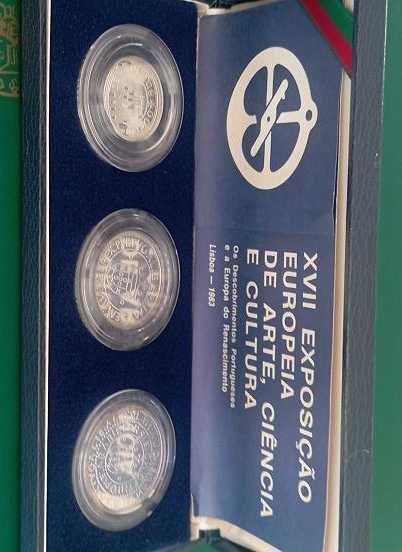 XVII EXPOSIÇÃO
EUROPEIA
DE ARTE, CIÊNCIA
E CULTURA
Os Descobrimentos Portugueses
e a Europa do Renascimento
Lisboa — 1983